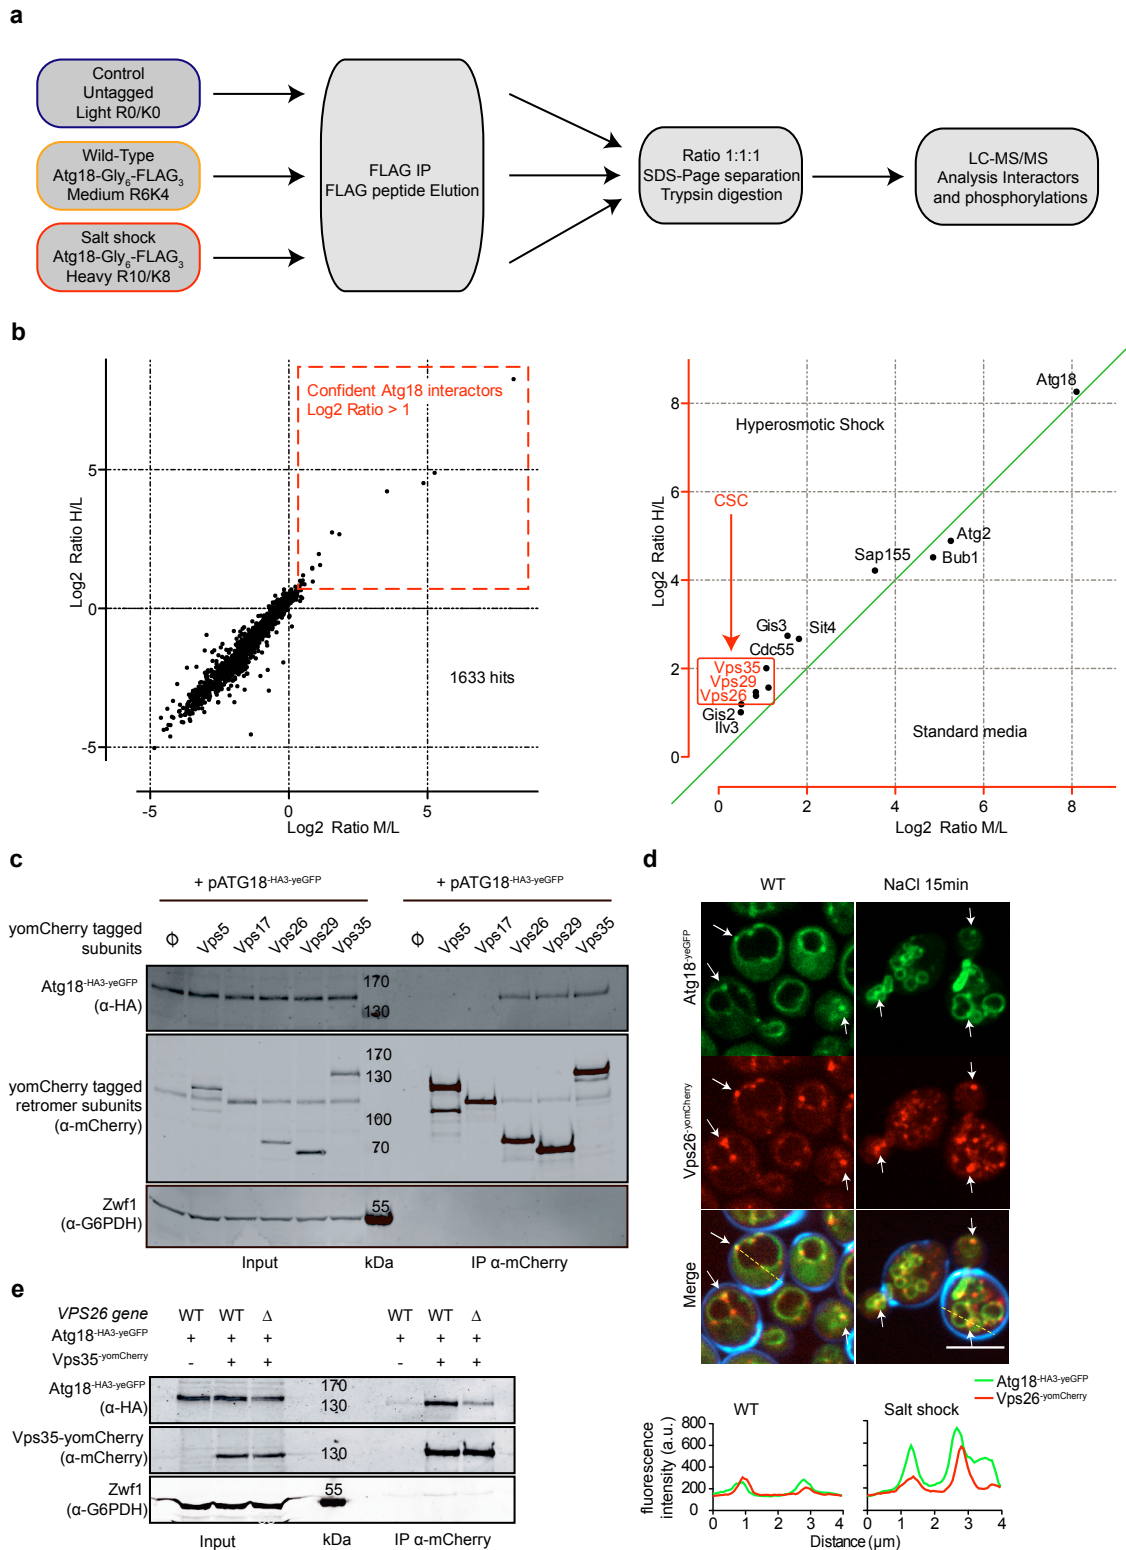 a
Control
Untagged
Light R0/K0
Wild-Type
Atg18-Gly6-FLAG3
Medium R6K4
Salt shock
Atg18-Gly6-FLAG3
Heavy R10/K8
FLAG IP
FLAG peptide Elution
Ratio 1:1:1
SDS-Page separation
Trypsin digestion
LC-MS/MS
Analysis Interactors
and phosphorylations
b
Confident Atg18 interactors
Log2 Ratio > 1
1633 hits
5
0
-5
Log2 Ratio H/L
-5
0
5
Log2 Ratio M/L
Hyperosmotic Shock
CSC
Atg18
Atg2
Bub1
Sap155
Gis3
Sit4
Cdc55
Vps35
Vps29
Vps26
Gis2
Ilv3
Standard media
8
6
4
2
0
Log2 Ratio H/L
0
2
4
6
8
Log2 Ratio M/L
c
+ pATG18-HA3-yeGFP
+ pATG18-HA3-yeGFP
yomCherry tagged
subunits
Ø
Vps5
Vps17
Vps26
Vps29
Vps35
Ø
Vps5
Vps17
Vps26
Vps29
Vps35
Atg18-HA3-yeGFP
(α-HA)
170
130
yomCherry tagged
retromer subunits
(α-mCherry)
170
130
100
70
Zwf1
(α-G6PDH)
55
Input
kDa
IP α-mCherry
d
WT
NaCl 15min
Atg18-yeGFP
Vps26-yomCherry
Merge
Atg18-HA3-yeGFP
Vps26-yomCherry
WT
Salt shock
fluorescence
intensity (a.u.)
800
600
400
200
0
0 1 2 3 4
0 1 2 3 4
Distance (µm)
e
VPS26 gene
WT WT Δ
WT WT Δ
Atg18-HA3-yeGFP
+ + +
+ + +
Vps35-yomCherry
- + +
- + +
Atg18-HA3-yeGFP
(α-HA)
170
130
Vps35-yomCherry
(α-mCherry)
130
Zwf1
(α-G6PDH)
55
Input
kDa
IP α-mCherry